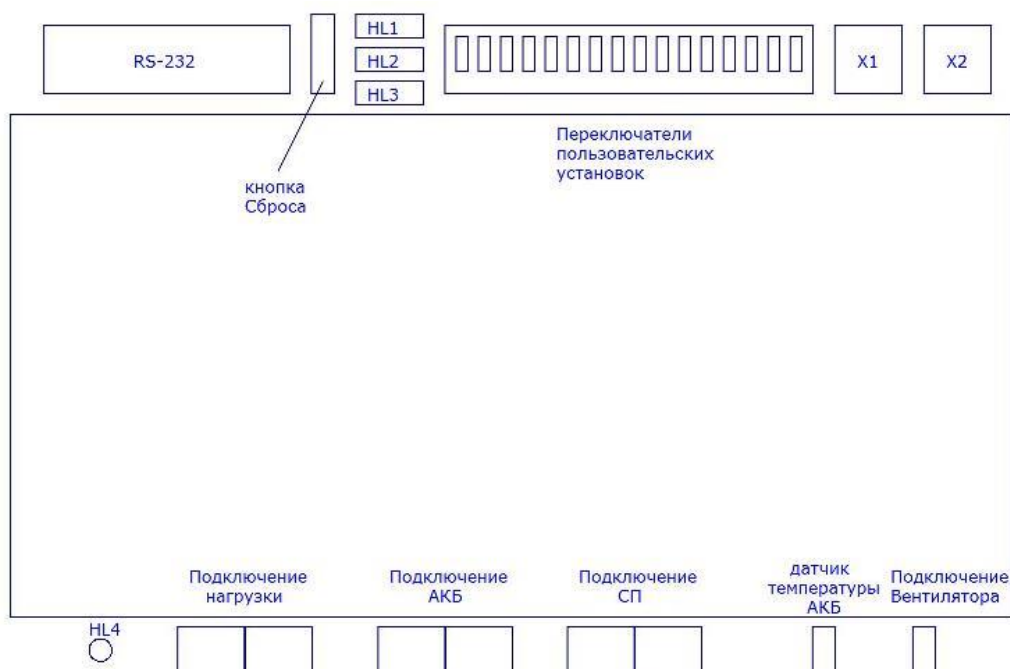 RS-232
HL1
HL2
HL3
X1
X2
кнопка
Сброса
Переключатели
пользовательских
установок
Подключение
нагрузки
Подключение
АКБ
Подключение
СП
датчик
температуры
АКБ
Подключение
Вентилятора
HL4